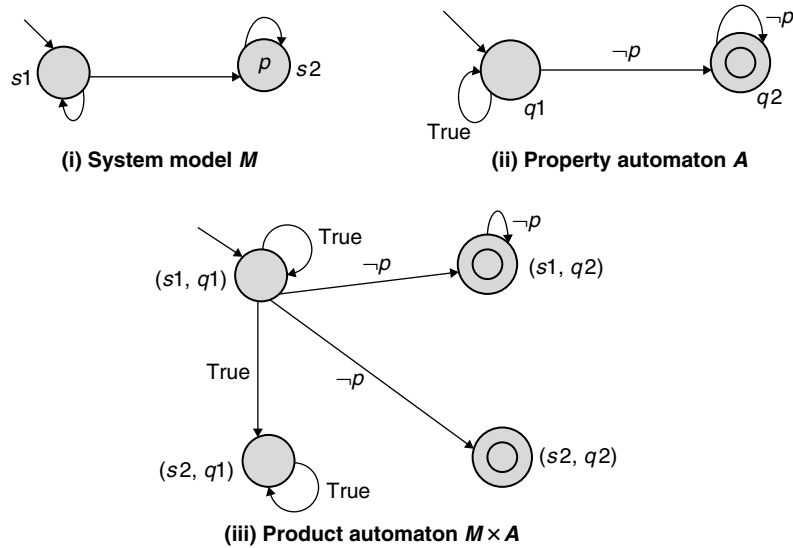 p
s1
s2
(i) System model M
¬p
¬p
True
q1
q2
(ii) Property automaton A
True
¬p
¬p
(s1, q1)
(s1, q2)
True
¬p
(s2, q1)
(s2, q2)
True
(iii) Product automaton M × A